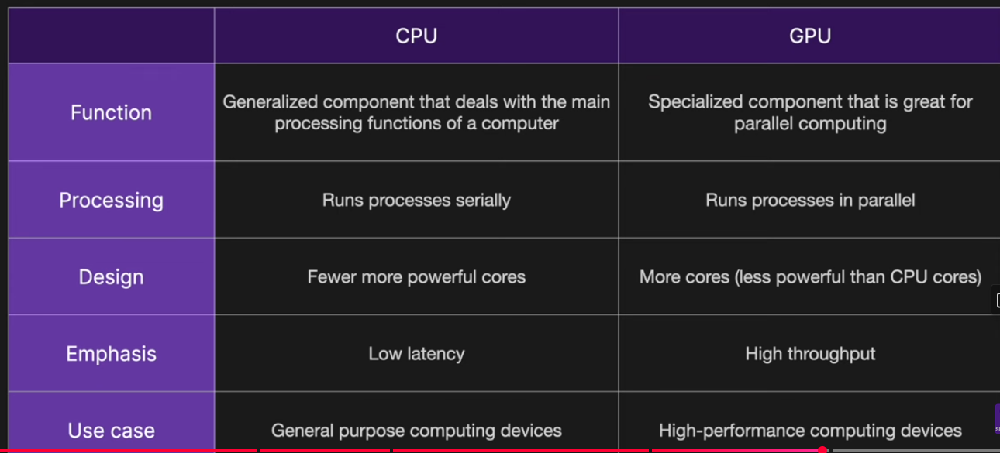 CPU
GPU
Function
Generalized component that deals with the main
processing functions of a computer
Specialized component that is great for
parallel computing
Processing
Runs processes serially
Runs processes in parallel
Design
Fewer more powerful cores
More cores (less powerful than CPU cores)
Emphasis
Low latency
High throughput
Use case
General purpose computing devices
High-performance computing devices